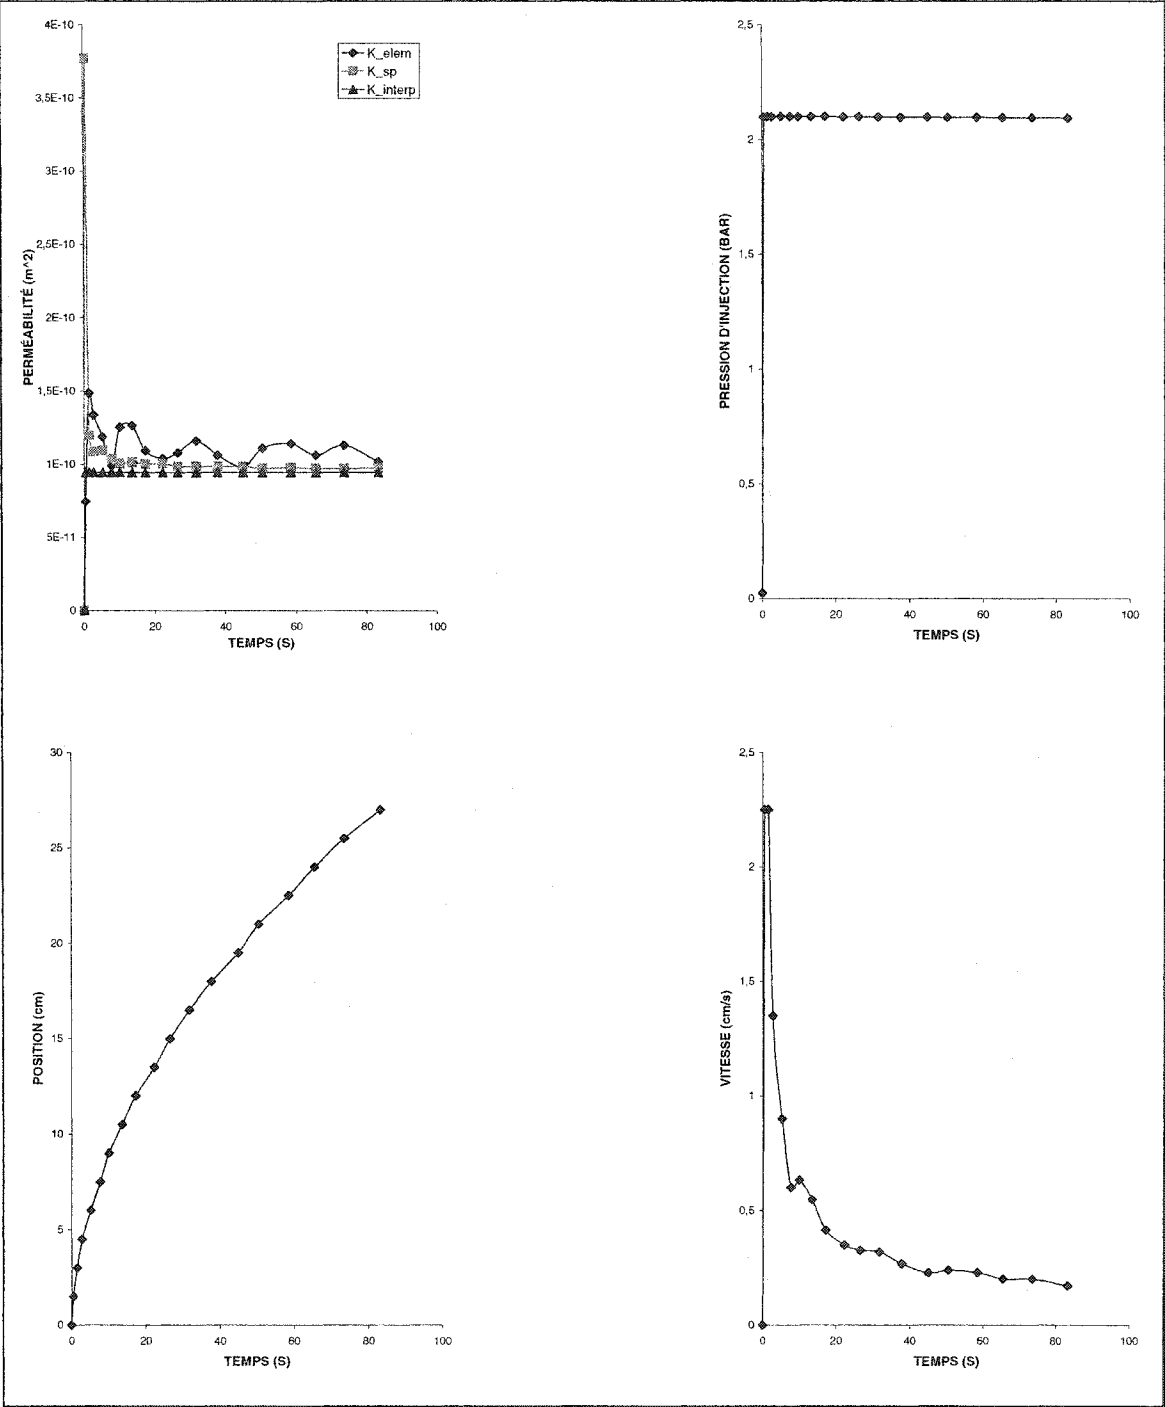 4E-10
3,5E-10
3E-10
2,5E-10
2E-10
1,5E-10
1E-10
5E-11
0
PERMÉABILITÉ (m^2)
K_elem
K_sp
K_interp
0 20 40 60 80 100
TEMPS (S)
2,5
2
1,5
1
0,5
0
PRESSION D'INJECTION (BAR)
0 20 40 60 80 100
TEMPS (S)
30
25
20
15
10
5
0
POSITION (cm)
0 20 40 60 80 100
TEMPS (S)
2,5
2
1,5
1
0,5
0
VITESSE (cm/s)
0 20 40 60 80 100
TEMPS (S)